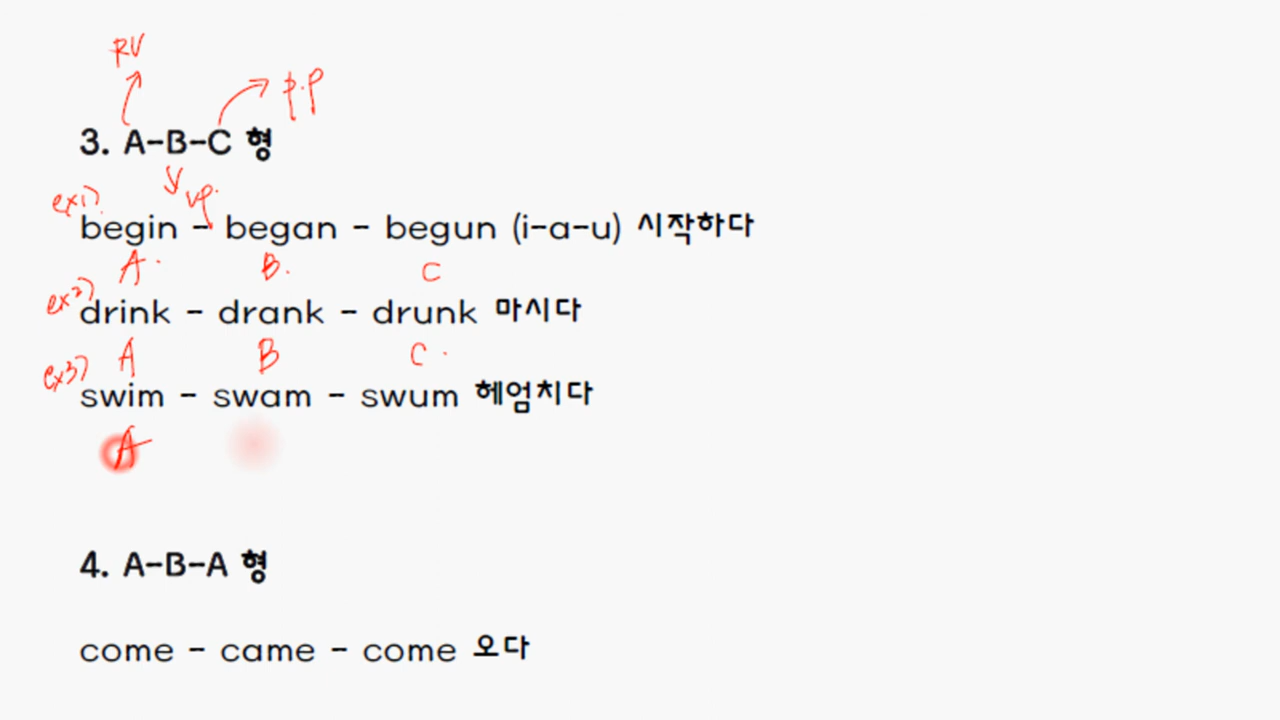 RV
p.p
3. A-B-C 형
ex1)
begin - began - begun (i-a-u) 시작하다
A. B. C
ex2)
drink - drank - drunk 마시다
A B C.
ex3)
swim - swam - swum 헤엄치다
A
4. A-B-A 형
come - came - come 오다